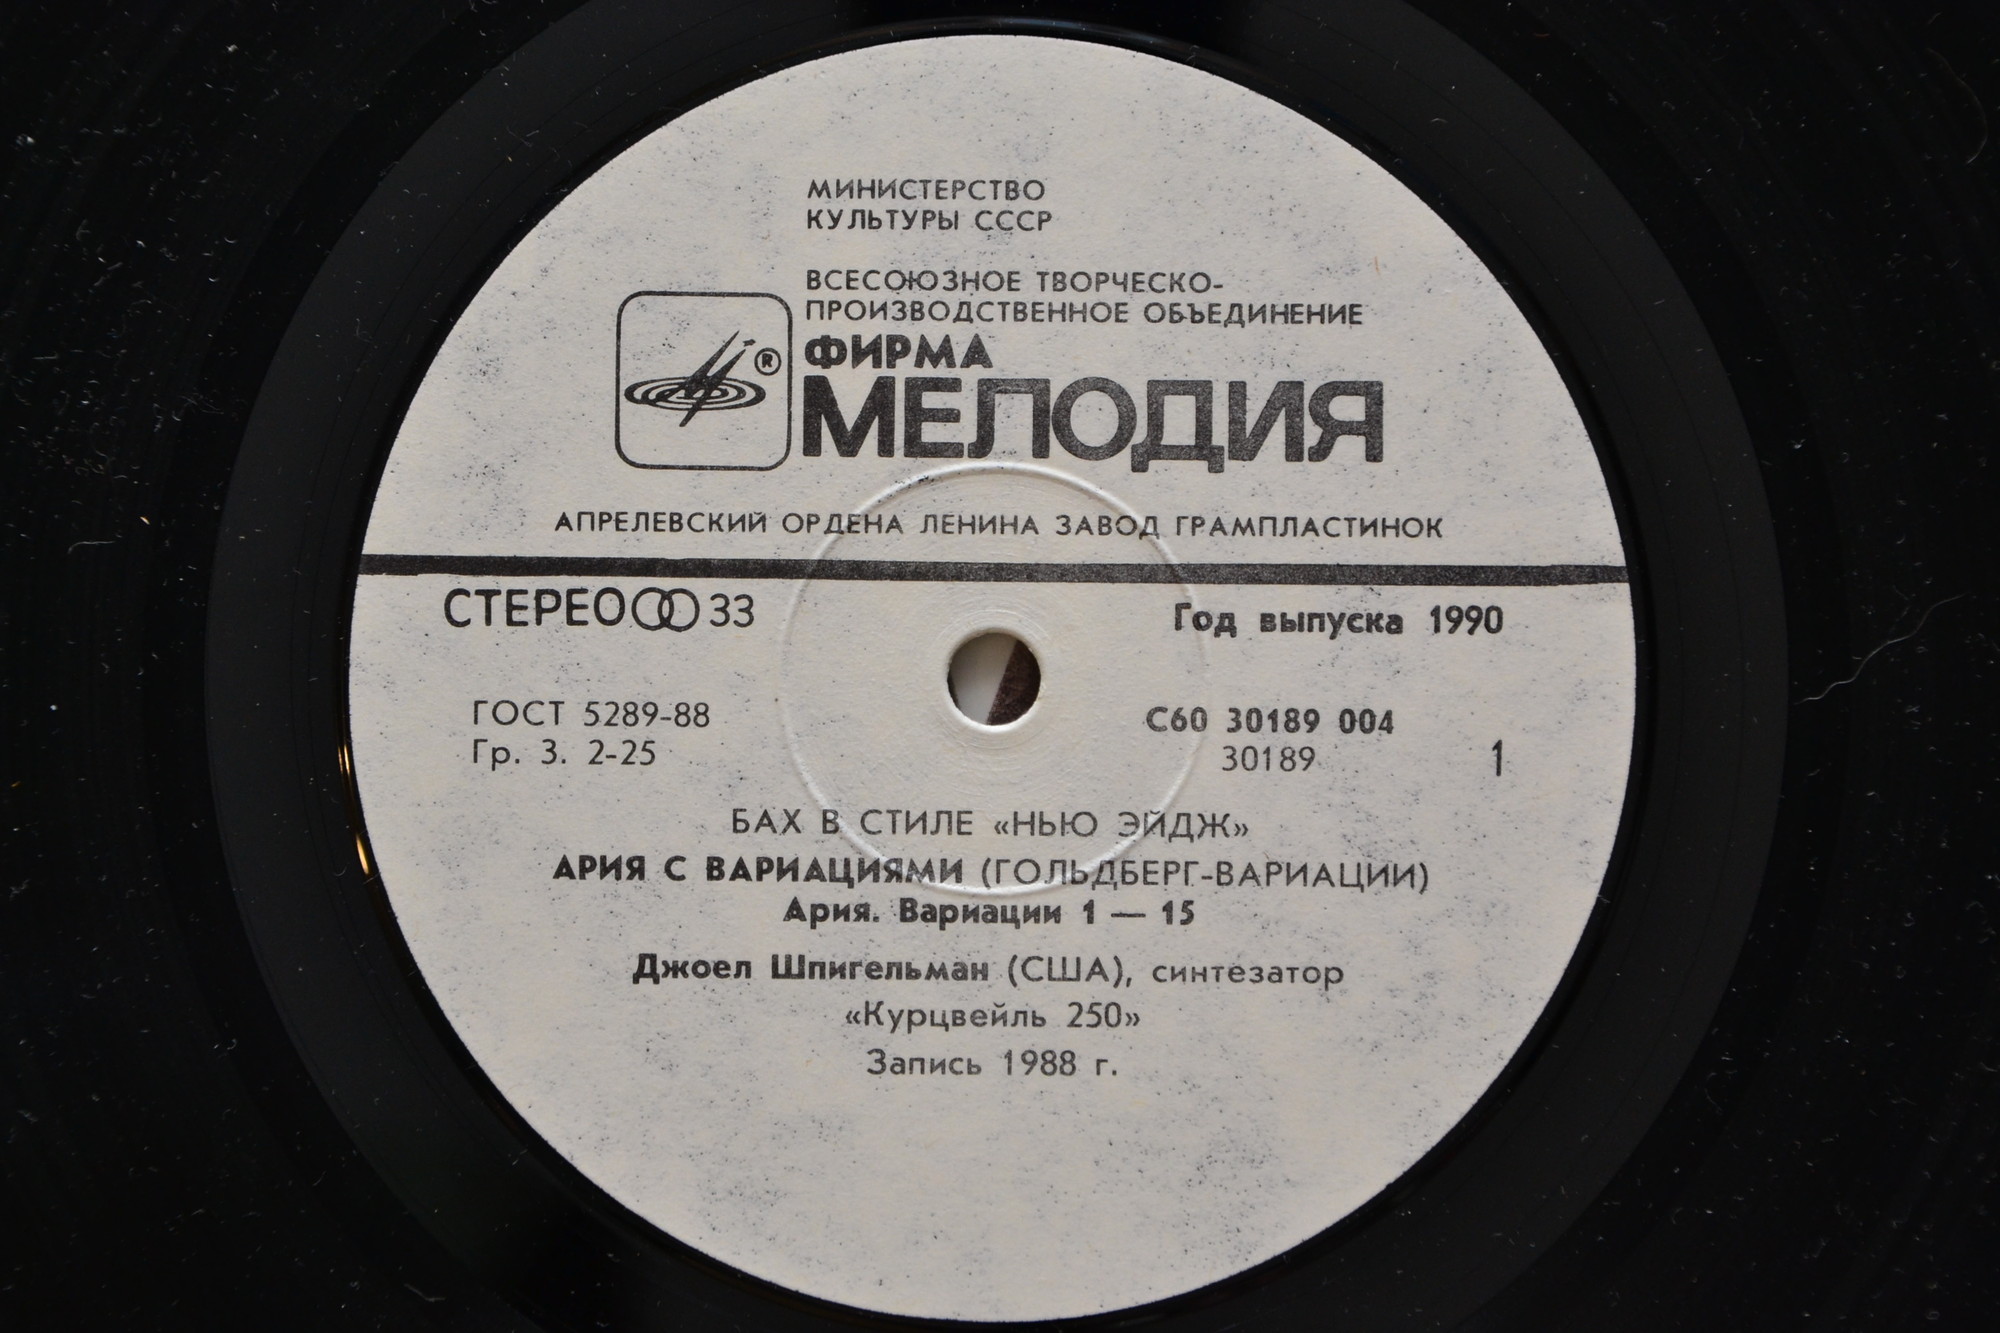 МИНИСТЕРСТВО
КУЛЬТУРЫ СССР
ВСЕСОЮЗНОЕ ТВОРЧЕСКО-
ПРОИЗВОДСТВЕННОЕ ОБЪЕДИНЕНИЕ
®
ФИРМА
МЕЛОДИЯ
АПРЕЛЕВСКИЙ ОРДЕНА ЛЕНИНА ЗАВОД ГРАМПЛАСТИНОК
СТЕРЕО 33
Год выпуска 1990
ГОСТ 5289-88
Гр. 3. 2-25
С60 30189 004
30189
1
БАХ В СТИЛЕ «НЬЮ ЭЙДЖ»
АРИЯ С ВАРИАЦИЯМИ (ГОЛЬДБЕРГ-ВАРИАЦИИ)
Ария. Вариации 1 — 15
Джоел Шпигельман (США), синтезатор
«Курцвейль 250»
Запись 1988 г.